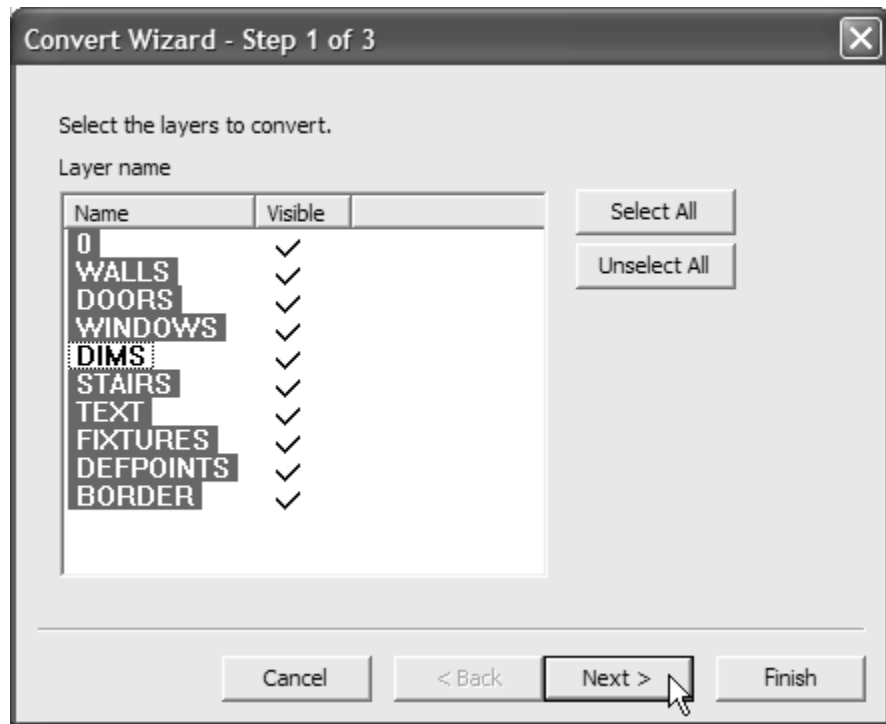 Convert Wizard - Step 1 of 3
Select the layers to convert.
Layer name
Name Visible
Select All
0
Unselect All
WALLS
DOORS
WINDOWS
DIMS
STAIRS
TEXT
FIXTURES
DEFPOINTS
BORDER
Cancel < Back Next > Finish